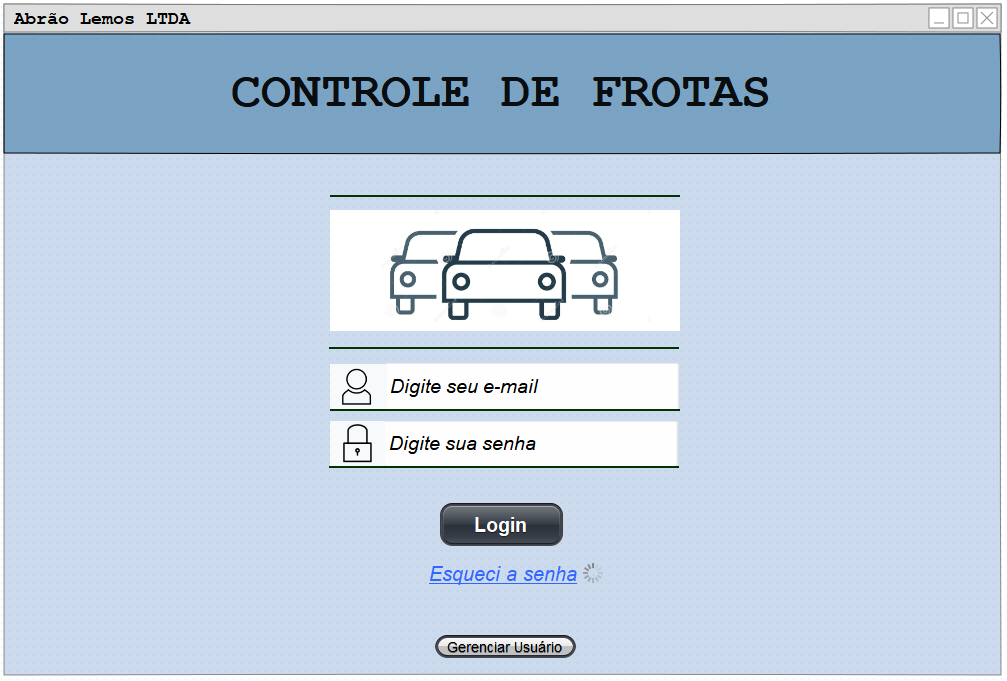 Abrão Lemos LTDA
CONTROLE DE FROTAS
Digite seu e-mail
Digite sua senha
Login
Esqueci a senha
Gerenciar Usuário